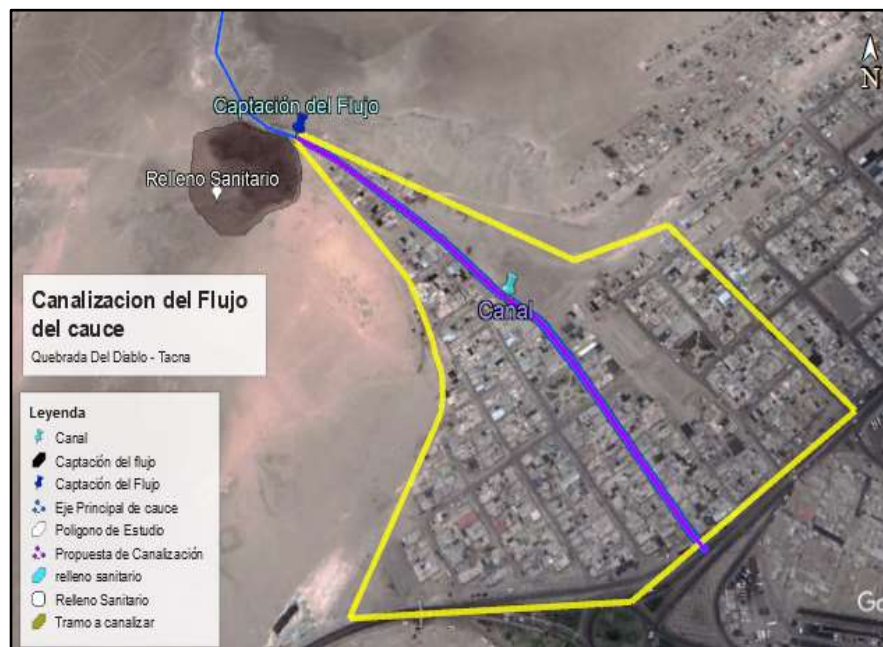 Captación del Flujo
N
Relleno Sanitario
Canalizacion del Flujo
del cauce
Quebrada Del Diablo - Tacna
Canal
Leyenda
Canal
Captación del flujo
Captación del Flujo
Eje Principal de cauce
Poligono de Estudio
Propuesta de Canalización
relleno sanitario
Relleno Sanitario
Tramo a canalizar